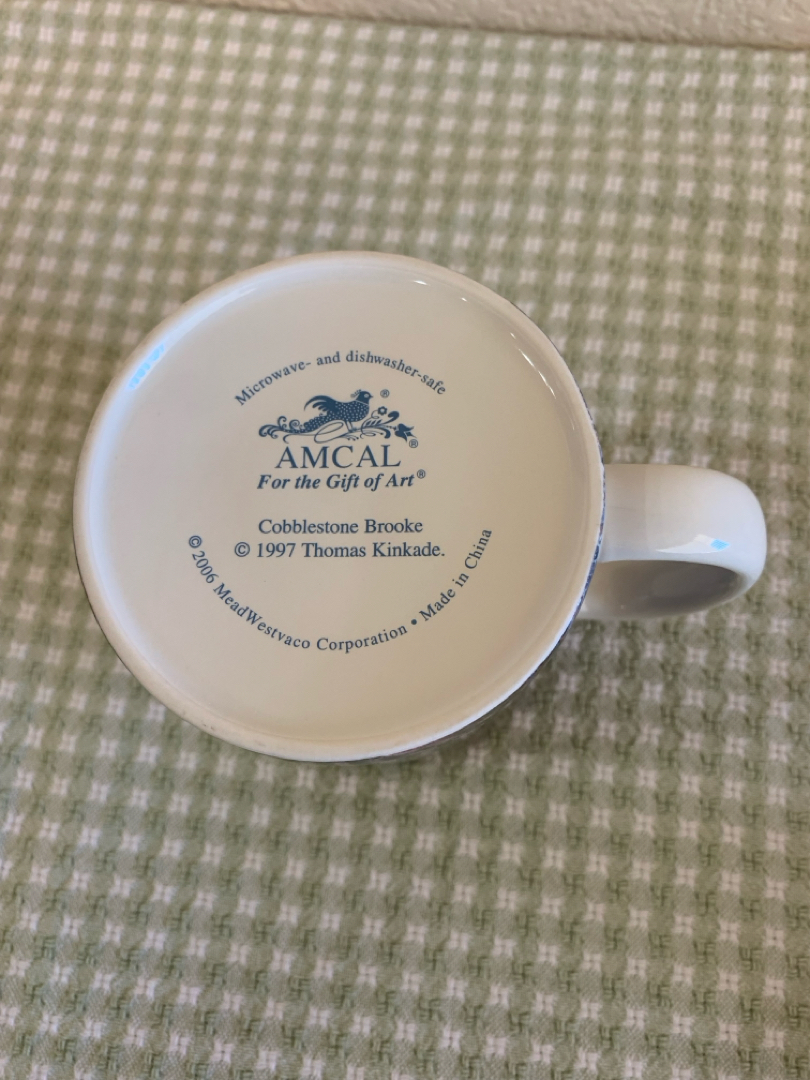 Microwave- and dishwasher-safe
®
AMCAL®
For the Gift of Art®
Cobblestone Brooke
© 1997 Thomas Kinkade.
© 2006 MeadWestvaco Corporation • Made in China